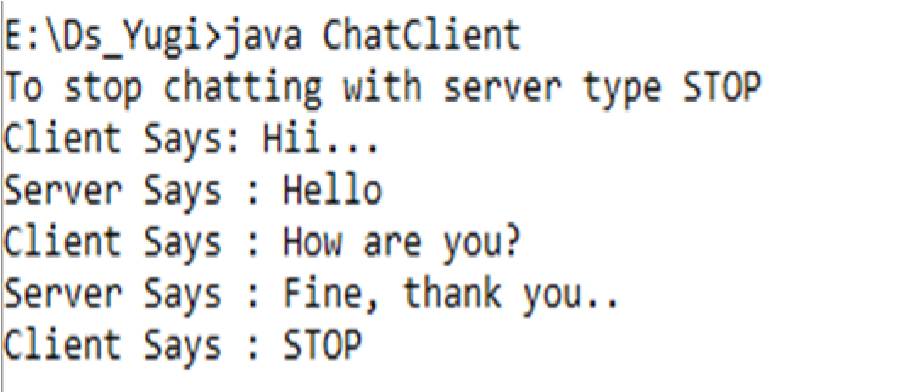 E:\Ds_Yugi>java ChatClient
To stop chatting with server type STOP
Client Says: Hii...
Server Says : Hello
Client Says : How are you?
Server Says : Fine, thank you..
Client Says : STOP